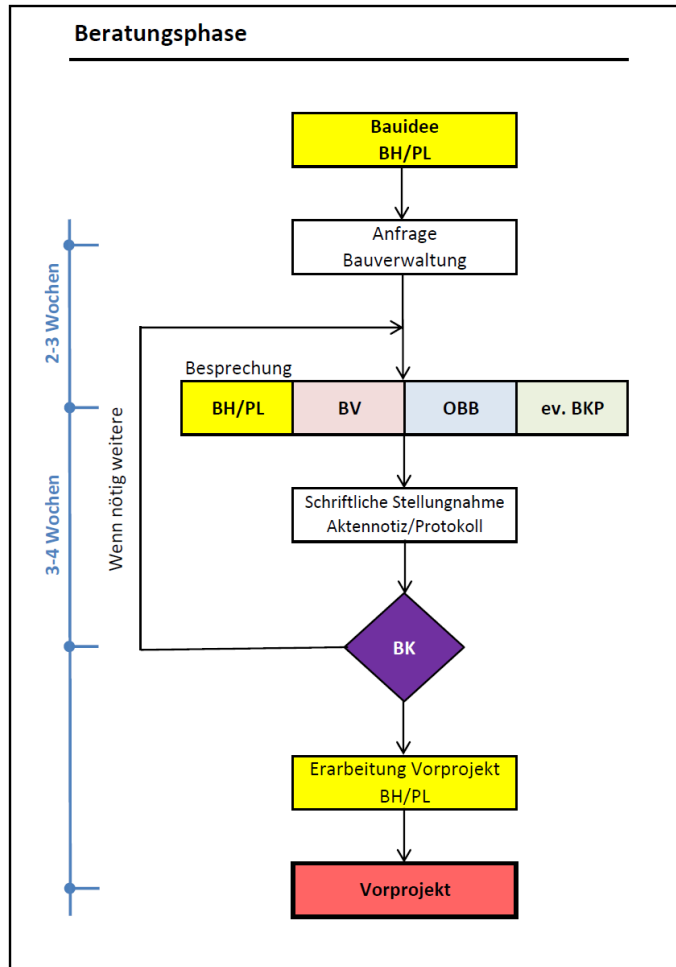 Beratungsphase
Bauidee
BH/PL
Anfrage
Bauverwaltung
2-3 Wochen
Besprechung
BH/PL
BV
OBB
ev. BKP
Wenn nötig weitere
3-4 Wochen
Schriftliche Stellungnahme
Aktennotiz/Protokoll
BK
Erarbeitung Vorprojekt
BH/PL
Vorprojekt